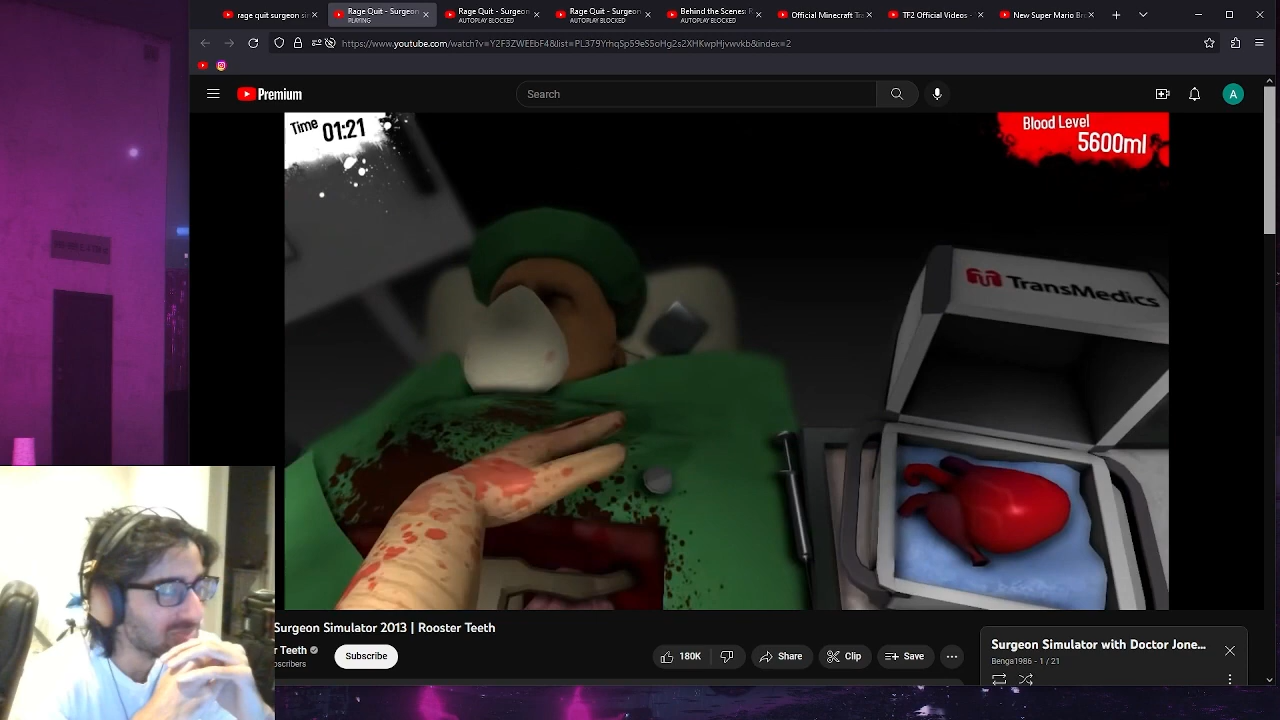 rage quit surgeon si
Rage Quit - Surgeon
PLAYING
Rage Quit - Surgeon
AUTOPLAY BLOCKED
Rage Quit - Surgeon
AUTOPLAY BLOCKED
Behind the Scenes: R
AUTOPLAY BLOCKED
Official Minecraft Tra
TF2 Official Videos -
New Super Mario Br
https://www.youtube.com/watch?v=Y2F3ZWEEbF4&list=PL379YrhqSp59eS5oHg2s2XHKwpHjvwvkb&index=2
Premium
Search
A
Time 01:21
Blood Level
5600ml
TransMedics
Surgeon Simulator 2013 | Rooster Teeth
r Teeth
bscribers
Subscribe
180K
Share
Clip
Save
Surgeon Simulator with Doctor Jone...
Benga1986 - 1 / 21